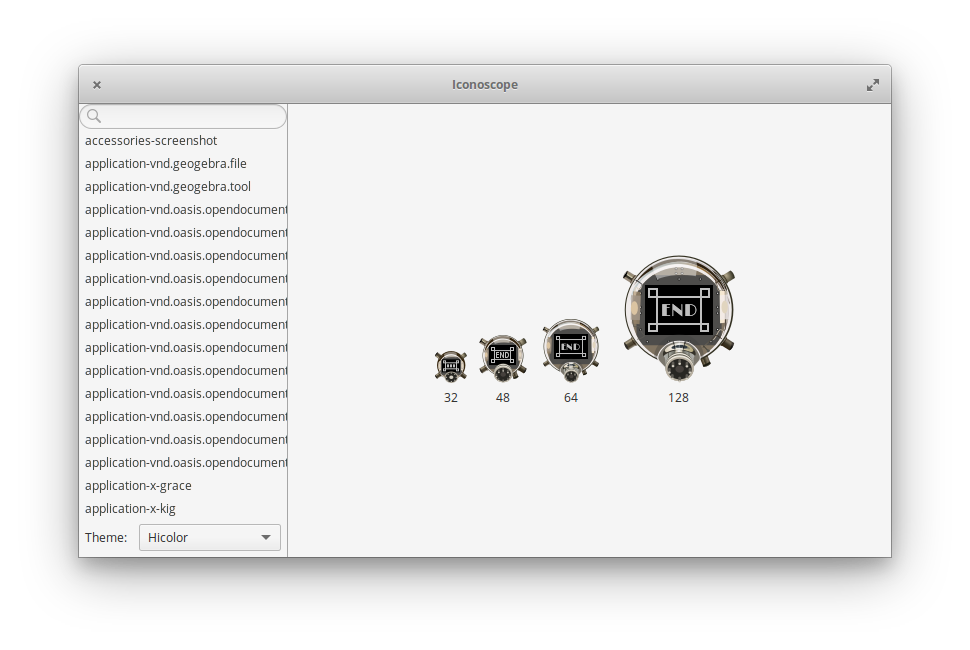 Iconoscope
accessories-screenshot
application-vnd.geogebra.file
application-vnd.geogebra.tool
application-vnd.oasis.opendocument
application-vnd.oasis.opendocument
application-vnd.oasis.opendocument
application-vnd.oasis.opendocument
application-vnd.oasis.opendocument
application-vnd.oasis.opendocument
application-vnd.oasis.opendocument
application-vnd.oasis.opendocument
application-vnd.oasis.opendocument
application-vnd.oasis.opendocument
application-vnd.oasis.opendocument
application-vnd.oasis.opendocument
application-x-grace
application-x-kig
Theme: Hicolor
END END END
32 48 64 128